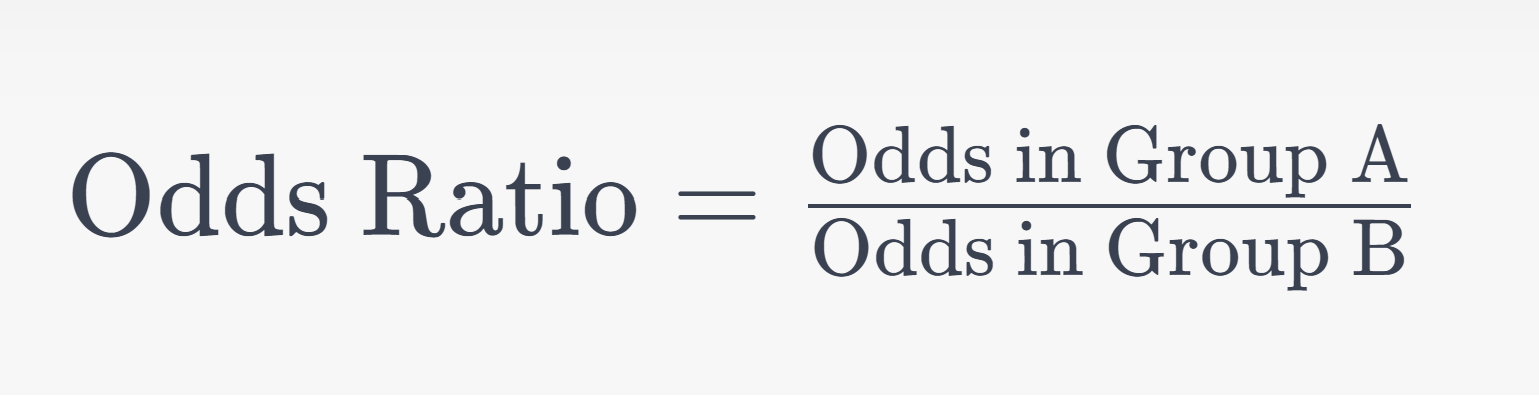 Odds Ratio = Odds in Group A
Odds in Group B